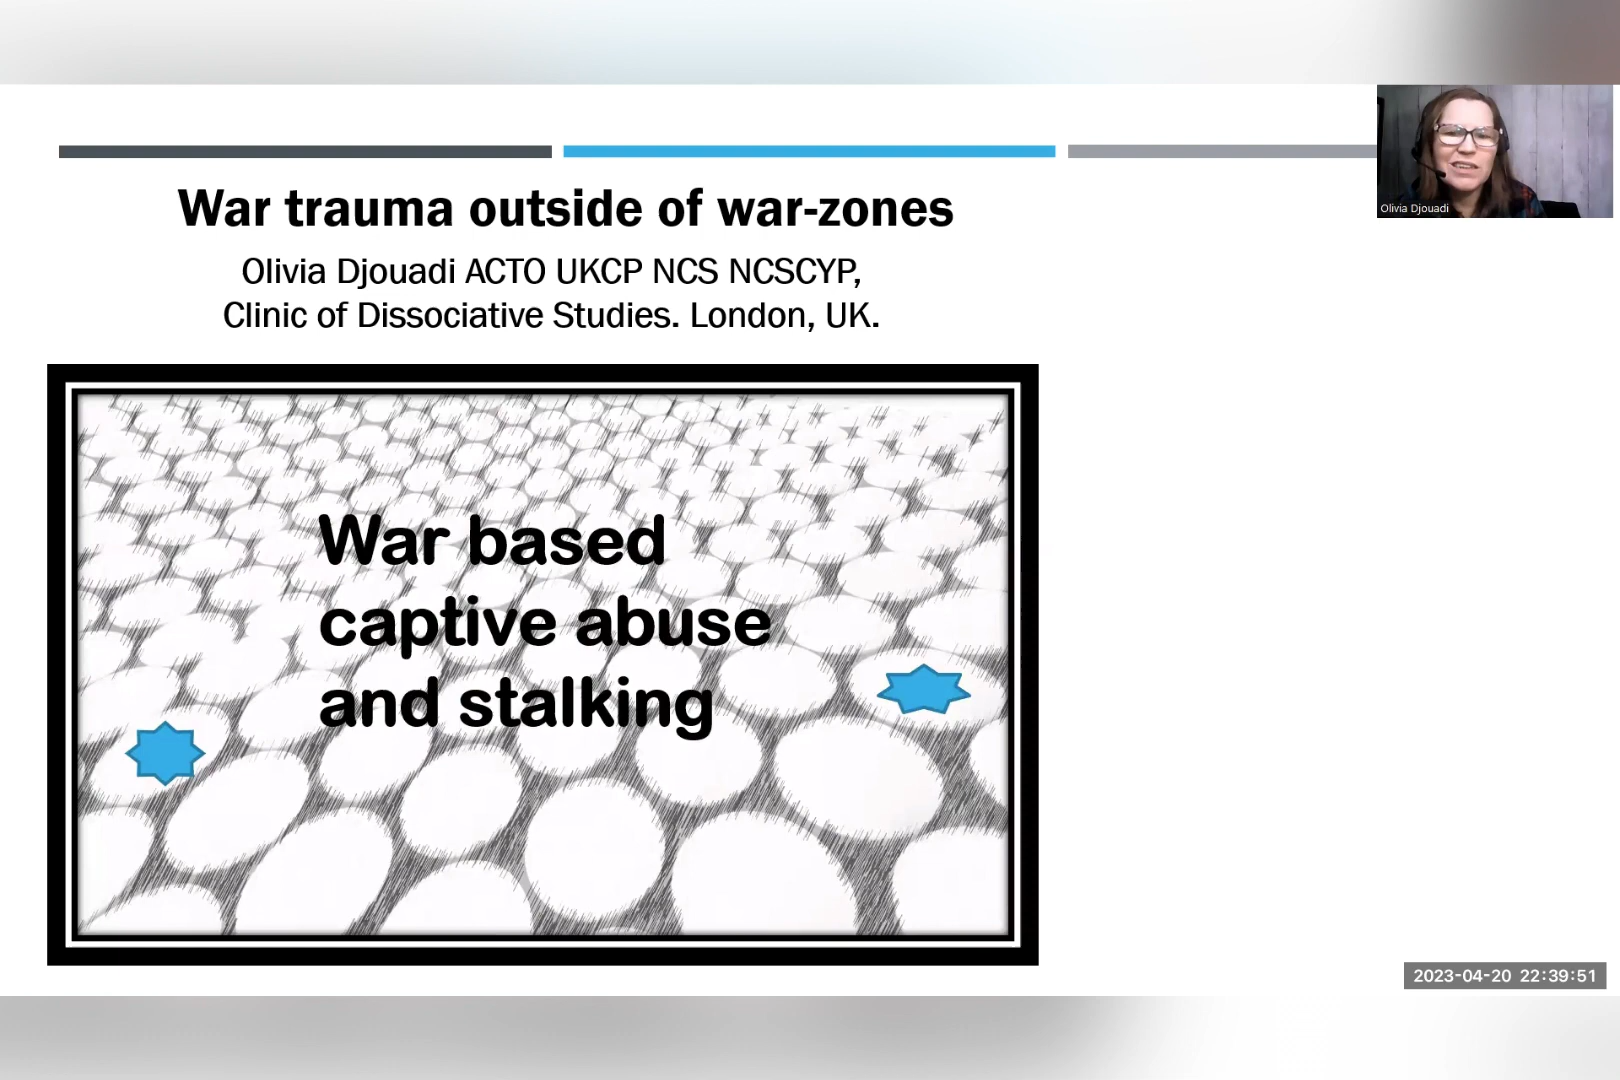 War trauma outside of war-zones
Olivia Djouadi ACTO UKCP NCS NCSCYP,
Clinic of Dissociative Studies. London, UK.
War based
captive abuse
and stalking
Olivia Djouadi
2023-04-20 22:39:51